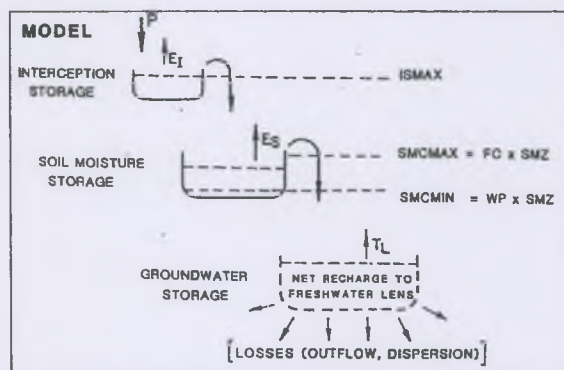 MODEL
P
E_I
INTERCEPTION
STORAGE
ISMAX
E_S
SOIL MOISTURE
STORAGE
SMCMAX = FC x SMZ
SMCMIN = WP x SMZ
T_L
GROUNDWATER
STORAGE
NET RECHARGE TO
FRESHWATER LENS
[LOSSES (OUTFLOW, DISPERSION)]